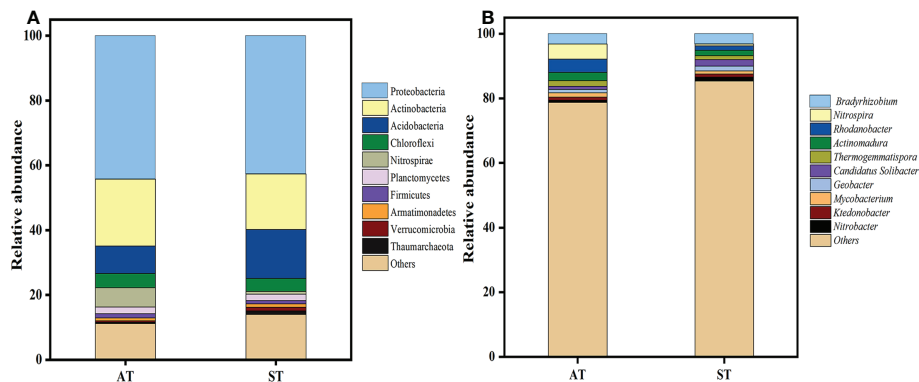 A
Relative abundance
100
80
60
40
20
0
AT
ST
Proteobacteria
Actinobacteria
Acidobacteria
Chloroflexi
Nitrospirae
Planctomycetes
Firmicutes
Armatimonadetes
Verrucomicrobia
Thaumarchaeota
Others
B
Relative abundance
100
80
60
40
20
0
AT
ST
Bradyrhizobium
Nitrospira
Rhodanobacter
Actinomadura
Thermogemmatispora
Candidatus Solibacter
Geobacter
Mycobacterium
Ktedonobacter
Nitrobacter
Others